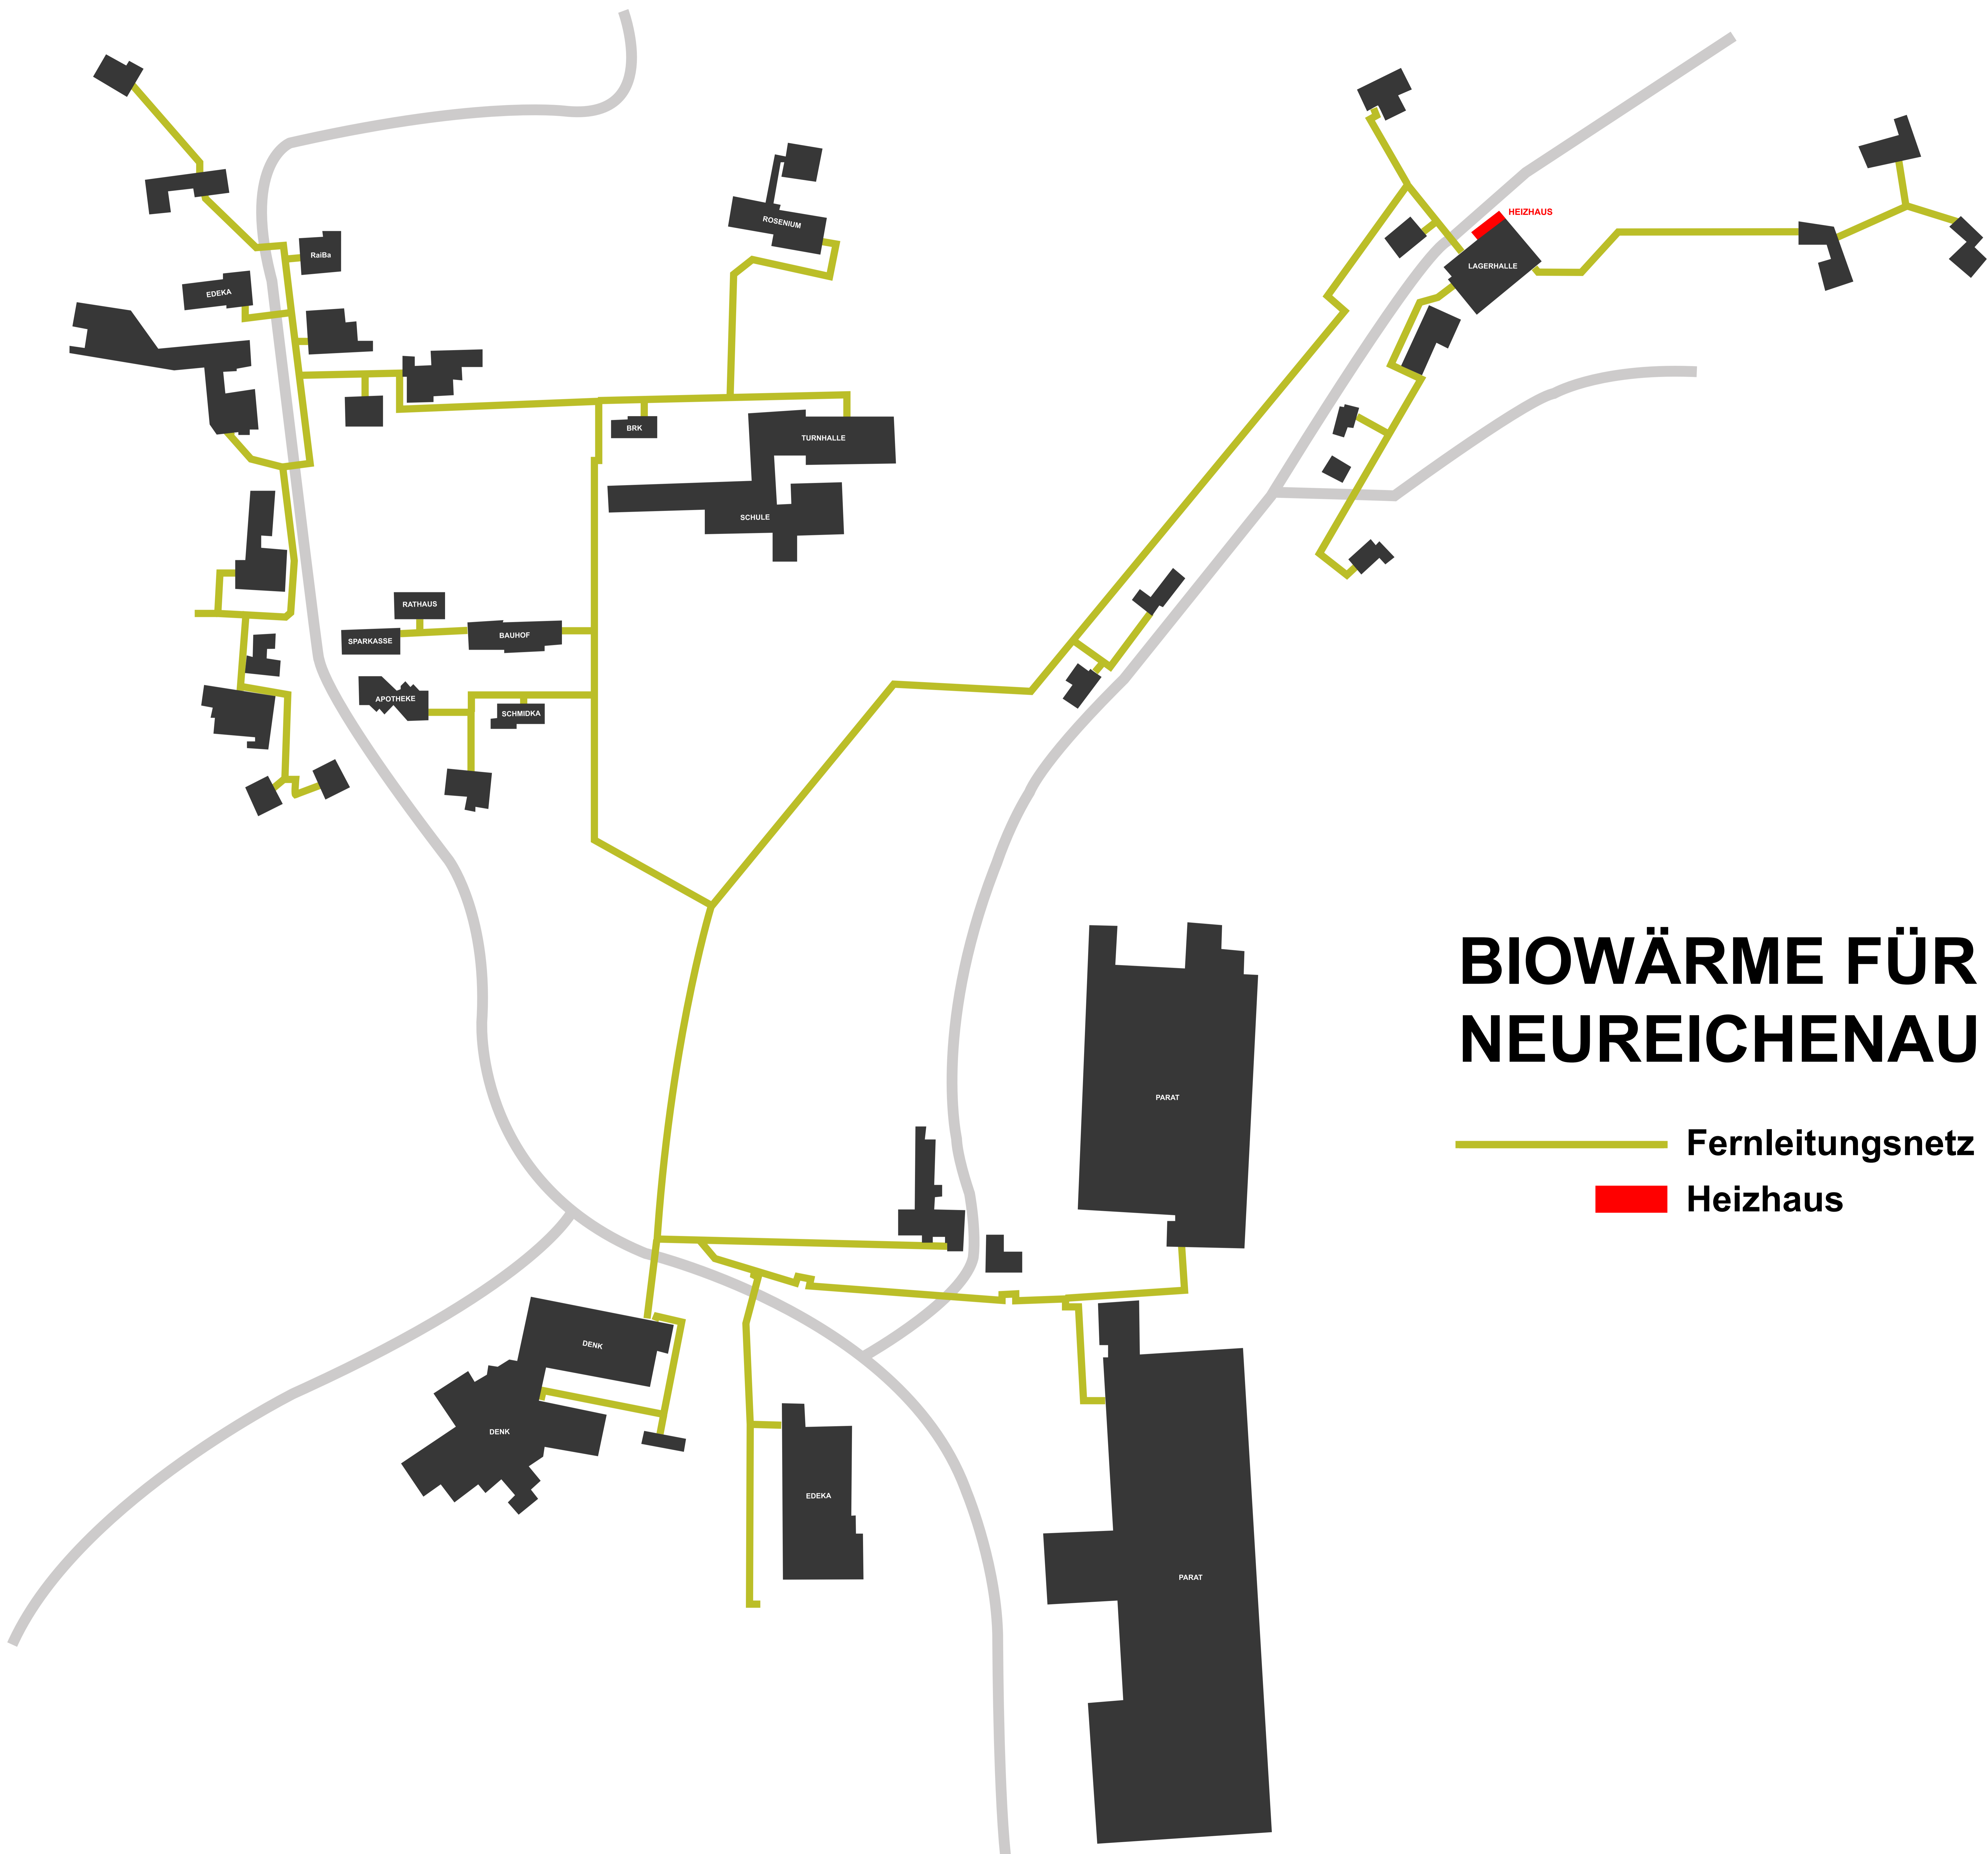 HEIZHAUS
LAGERHALLE
ROSENIUM
RaiBa
EDEKA
BRK
TURNHALLE
SCHULE
RATHAUS
SPARKASSE
BAUHOF
APOTHEKE
SCHMIDKA
BIOWÄRME FÜR
NEUREICHENAU
PARAT
Fernleitungsnetz
Heizhaus
DENK
DENK
EDEKA
PARAT